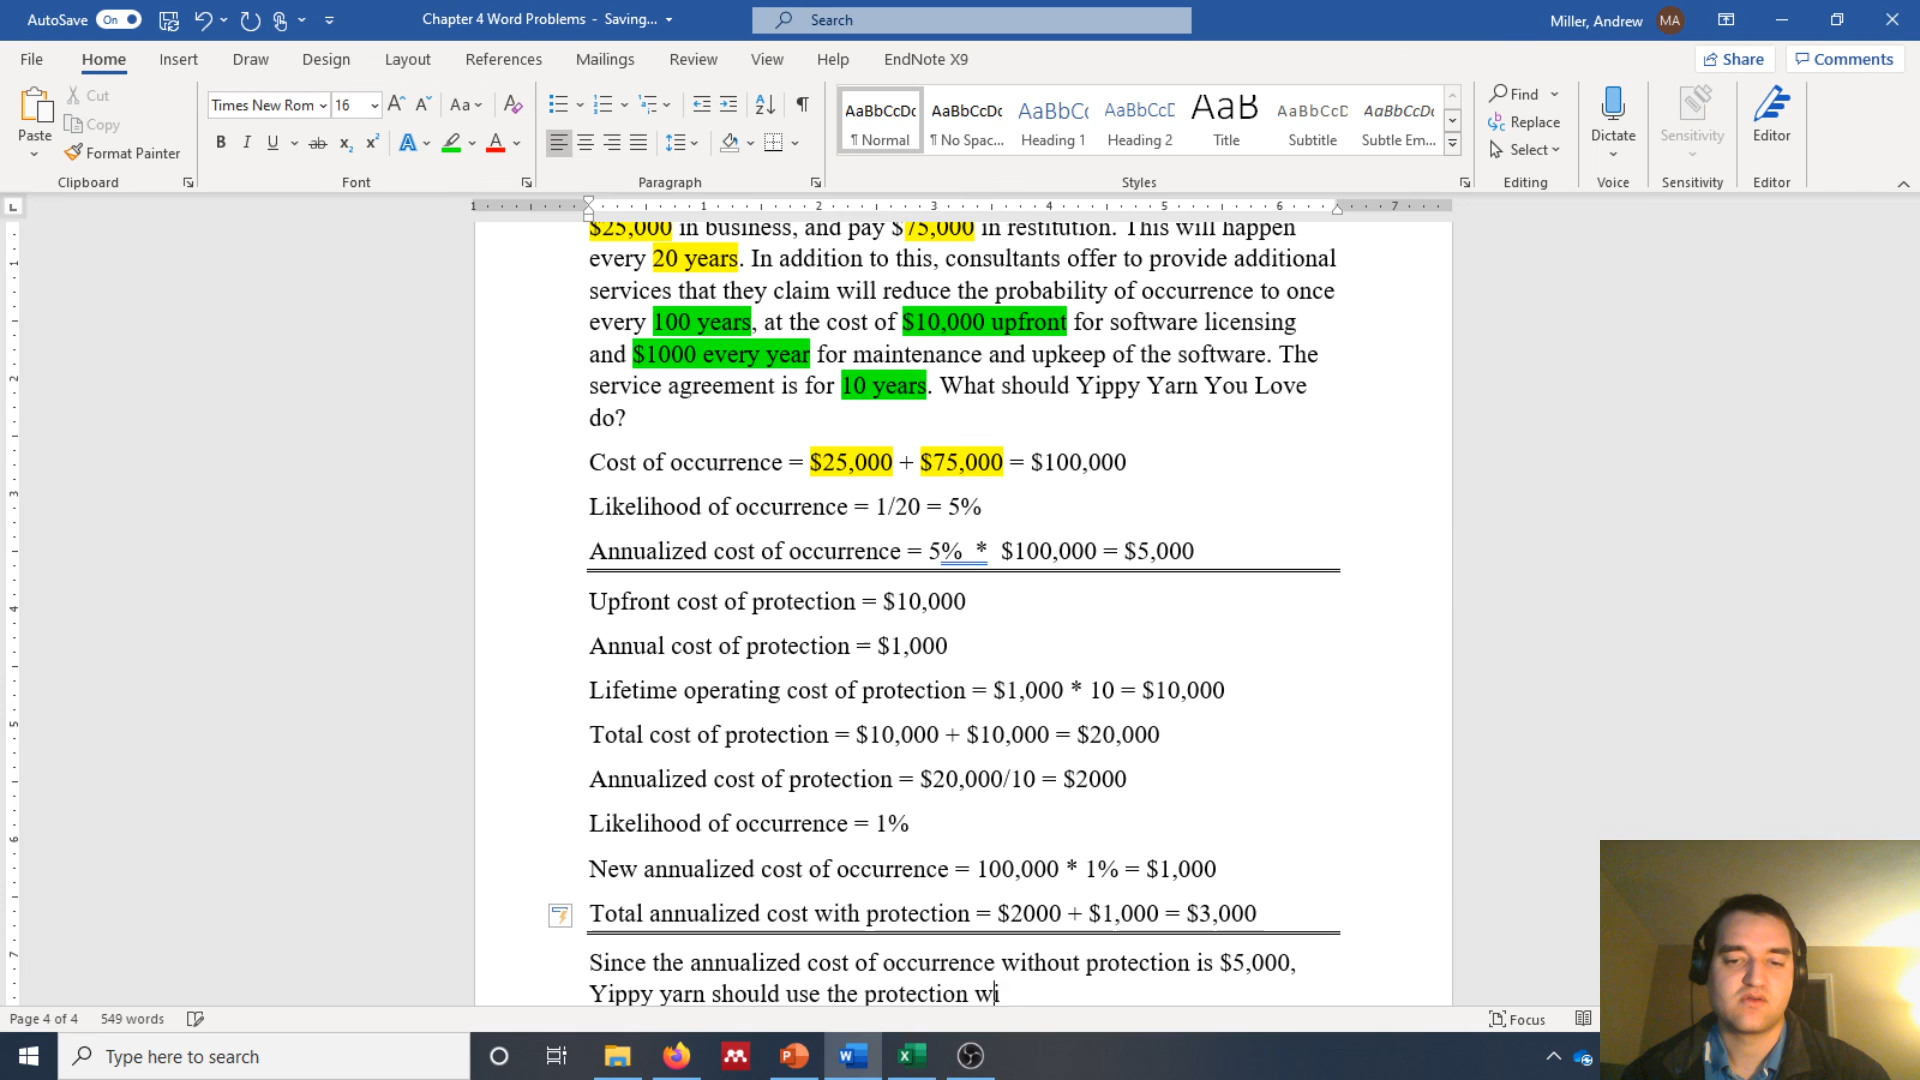 AutoSave On Chapter 4 Word Problems - Saving... Search Miller, Andrew MA
File Home Insert Draw Design Layout References Mailings Review View Help EndNote X9 Share Comments
Paste Cut Copy Format Painter Clipboard
Times New Rom 16 Aa Font
Paragraph
AaBbCcDc AaBbCcDc AaBbCc AaBbCcD AaB AaBbCcD AaBbCcDc
¶ Normal ¶ No Spac... Heading 1 Heading 2 Title Subtitle Subtle Em...
Styles
Find Replace Select Editing
Dictate Voice
Sensitivity Sensitivity
Editor Editor
1 1 2 3 4 5 6 7
$25,000 in business, and pay $75,000 in restitution. This will happen
every 20 years. In addition to this, consultants offer to provide additional
services that they claim will reduce the probability of occurrence to once
every 100 years, at the cost of $10,000 upfront for software licensing
and $1000 every year for maintenance and upkeep of the software. The
service agreement is for 10 years. What should Yippy Yarn You Love
do?
Cost of occurrence = $25,000 + $75,000 = $100,000
Likelihood of occurrence = 1/20 = 5%
Annualized cost of occurrence = 5% * $100,000 = $5,000
Upfront cost of protection = $10,000
Annual cost of protection = $1,000
Lifetime operating cost of protection = $1,000 * 10 = $10,000
Total cost of protection = $10,000 + $10,000 = $20,000
Annualized cost of protection = $20,000/10 = $2000
Likelihood of occurrence = 1%
New annualized cost of occurrence = 100,000 * 1% = $1,000
Total annualized cost with protection = $2000 + $1,000 = $3,000
Since the annualized cost of occurrence without protection is $5,000,
Yippy yarn should use the protection wi
Page 4 of 4 549 words Focus
Type here to search